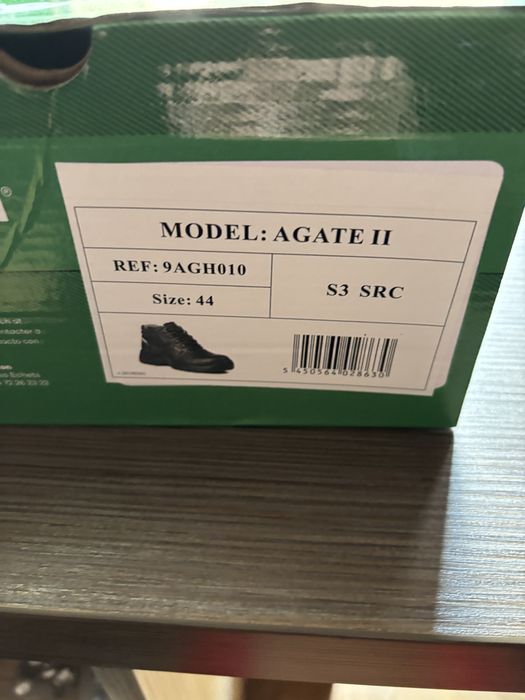 ®
MODEL: AGATE II
REF: 9AGH010
S3 SRC
Size: 44
5 450564 028630